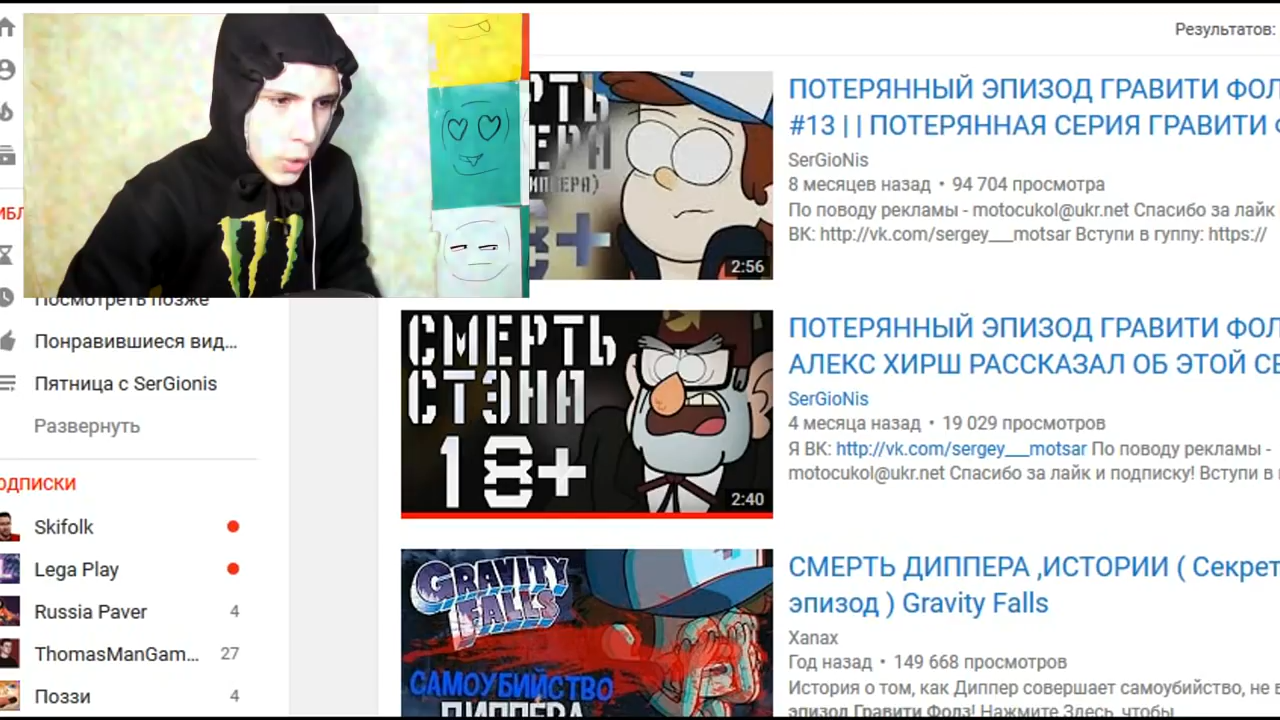 Результатов:
РТЬ
ПОТЕРЯННЫЙ ЭПИЗОД ГРАВИТИ ФОЛ
#13 | | ПОТЕРЯННАЯ СЕРИЯ ГРАВИТИ
SerGioNis
8 месяцев назад • 94 704 просмотра
По поводу рекламы - motocukol@ukr.net Спасибо за лайк
ВК: http://vk.com/sergey___motsar Вступи в гуппу: https://
2:56
Посмотреть позже
Понравившиеся вид...
Пятница с SerGionis
Развернуть
ОДПИСКИ
Skifolk
Lega Play
Russia Paver 4
ThomasManGam... 27
Поззи 4
СМЕРТЬ
СТЭНА
18+
2:40
ПОТЕРЯННЫЙ ЭПИЗОД ГРАВИТИ ФОЛ
АЛЕКС ХИРШ РАССКАЗАЛ ОБ ЭТОЙ СЕ
SerGioNis
4 месяца назад • 19 029 просмотров
Я ВК: http://vk.com/sergey___motsar По поводу рекламы -
motocukol@ukr.net Спасибо за лайк и подписку! Вступи в
GRAVITY
FALLS
САМОУБИЙСТВО
ДИППЕРА
СМЕРТЬ ДИППЕРА ,ИСТОРИИ ( Секрет
эпизод ) Gravity Falls
Xanax
Год назад • 149 668 просмотров
История о том, как Диппер совершает самоубийство, не в
эпизод Гравити Фолз! Нажмите Здесь, чтобы